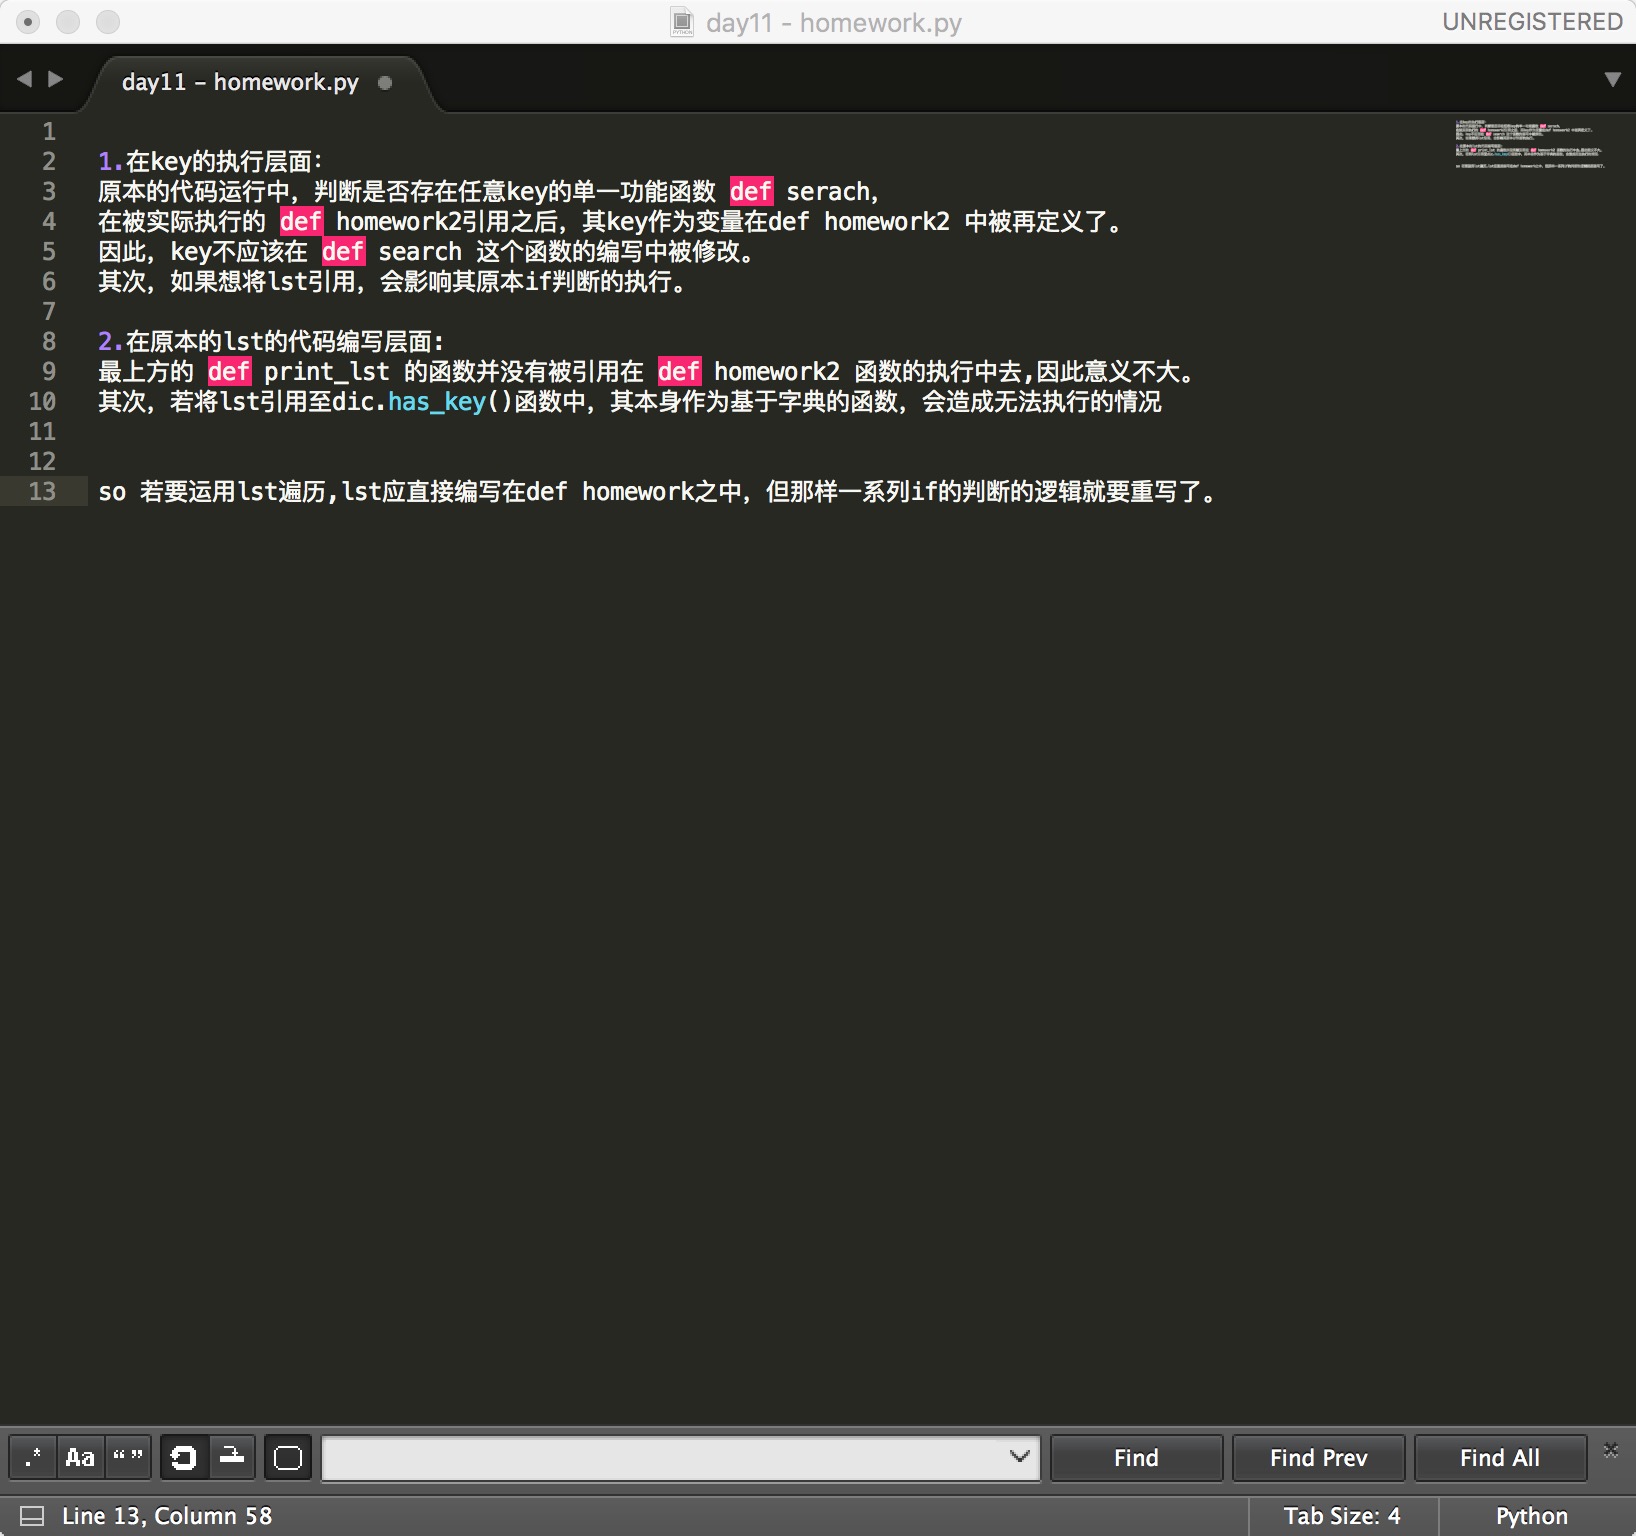 day11 - homework.py
UNREGISTERED
day11 - homework.py
1
2 1.在key的执行层面：
3 原本的代码运行中，判断是否存在任意key的单一功能函数 def serach，
4 在被实际执行的 def homework2引用之后，其key作为变量在def homework2 中被再定义了。
5 因此，key不应该在 def search 这个函数的编写中被修改。
6 其次，如果想将lst引用，会影响其原本if判断的执行。
7
8 2.在原本的lst的代码编写层面：
9 最上方的 def print_lst 的函数并没有被引用在 def homework2 函数的执行中去,因此意义不大。
10 其次，若将lst引用至dic.has_key()函数中，其本身作为基于字典的函数，会造成无法执行的情况
11
12
13 so 若要运用lst遍历,lst应直接编写在def homework之中，但那样一系列if的判断的逻辑就要重写了。
.* Aa “” Find Find Prev Find All
Line 13, Column 58 Tab Size: 4 Python